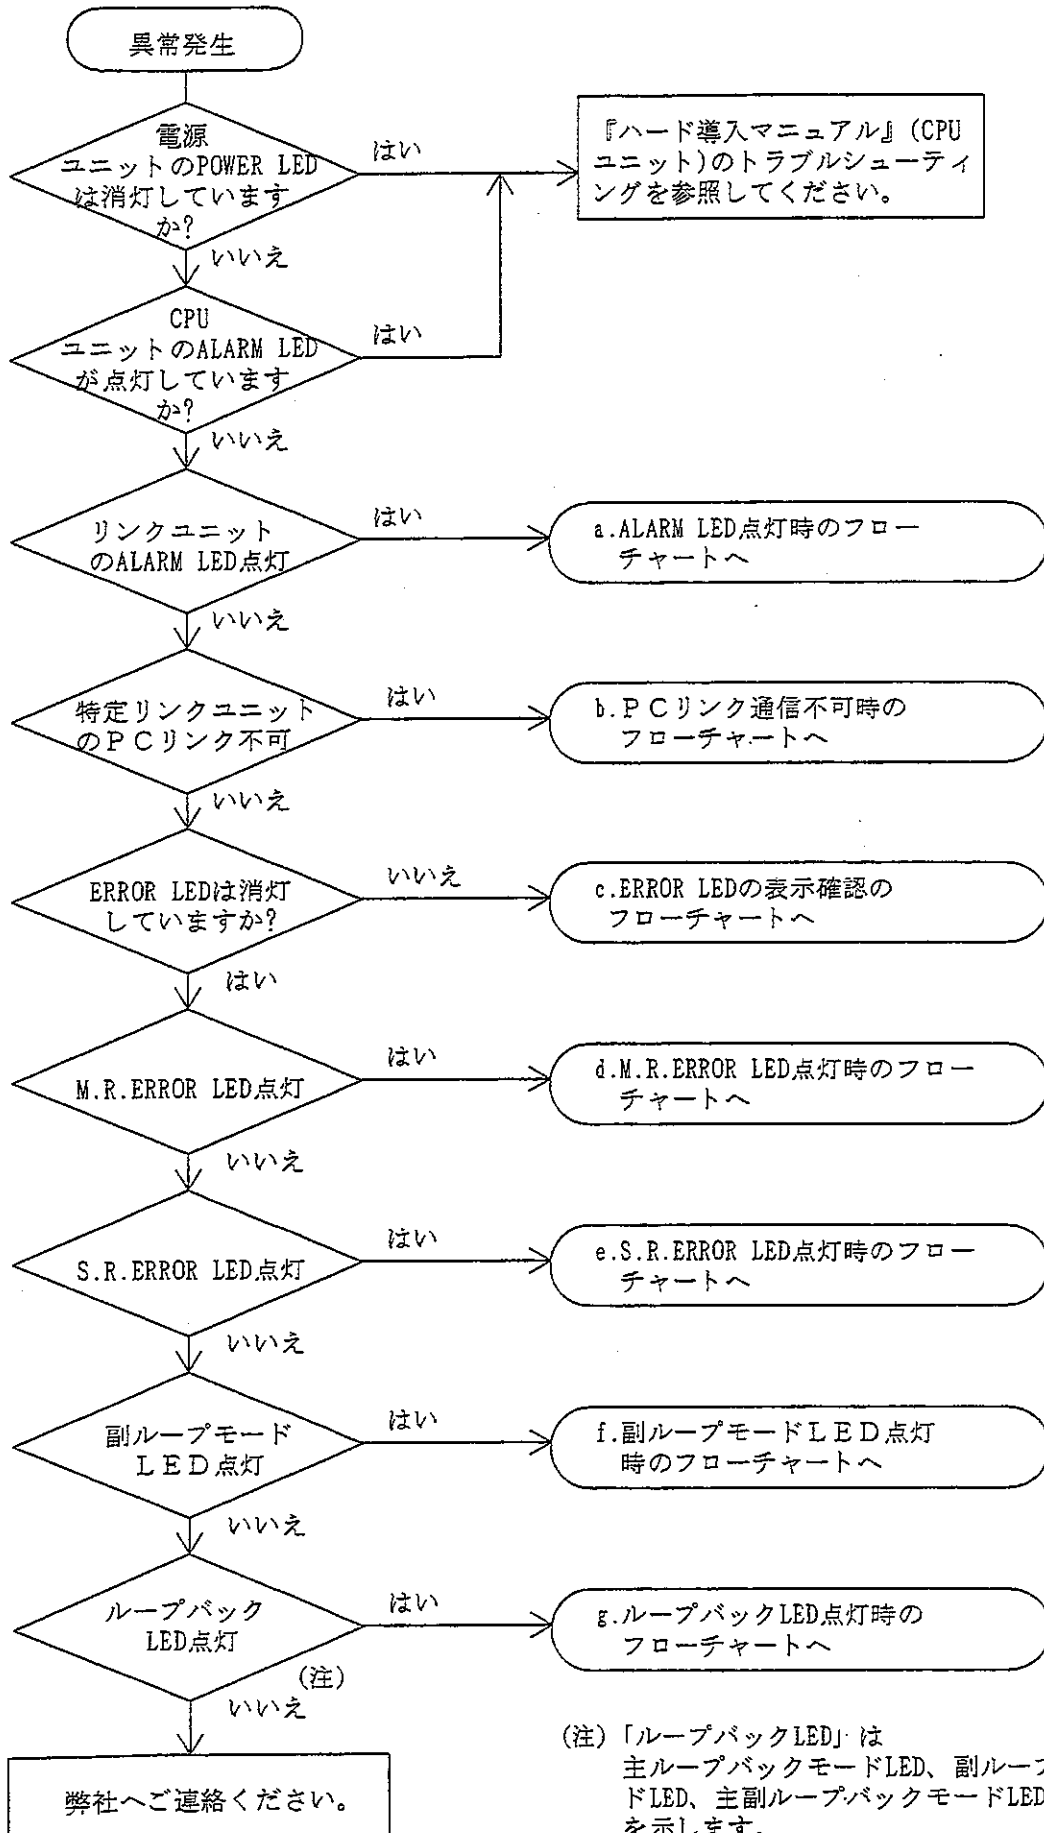 異常発生
電源
ユニットのPOWER LED
は消灯しています
か?
はい
『ハード導入マニュアル』(CPU
ユニット)のトラブルシューティ
ングを参照してください。
いいえ
CPU
ユニットのALARM LED
が点灯しています
か?
はい
いいえ
リンクユニット
のALARM LED点灯
はい
a.ALARM LED点灯時のフロー
チャートへ
いいえ
特定リンクユニット
のPCリンク不可
はい
b.PCリンク通信不可時の
フローチャートへ
いいえ
ERROR LEDは消灯
していますか?
いいえ
c.ERROR LEDの表示確認の
フローチャートへ
はい
M.R.ERROR LED点灯
はい
d.M.R.ERROR LED点灯時のフロー
チャートへ
いいえ
S.R.ERROR LED点灯
はい
e.S.R.ERROR LED点灯時のフロー
チャートへ
いいえ
副ループモード
LED点灯
はい
f.副ループモードLED点灯
時のフローチャートへ
いいえ
ループバック
LED点灯
はい
g.ループバックLED点灯時の
フローチャートへ
(注)
いいえ
弊社へご連絡ください。
(注)「ループバックLED」は
主ループバックモードLED、副ループ
ドLED、主副ループバックモードLED
を示します。